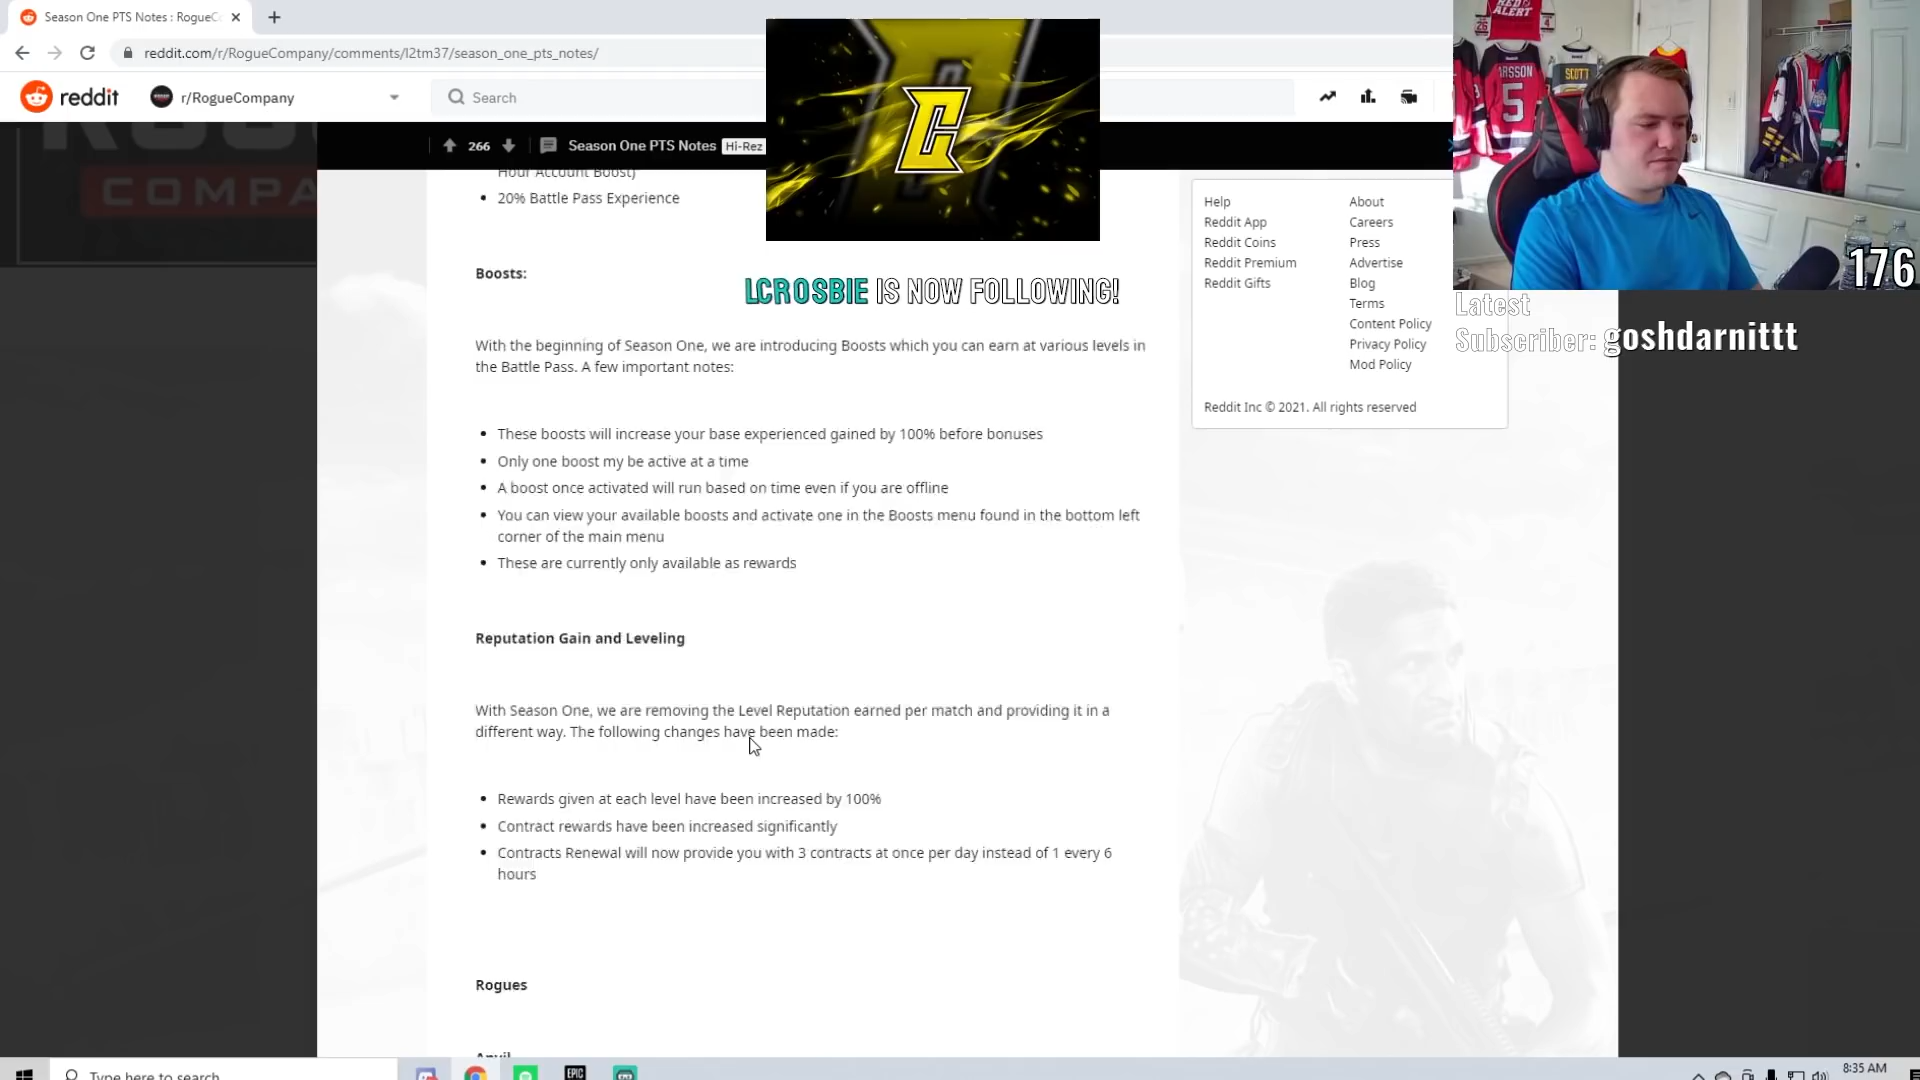 Season One PTS Notes : RogueC
reddit.com/r/RogueCompany/comments/l2tm37/season_one_pts_notes/
reddit
r/RogueCompany
Search
266
Season One PTS Notes
Hi-Rez
COMPA
Hour Account Boost)
• 20% Battle Pass Experience
Boosts:
With the beginning of Season One, we are introducing Boosts which you can earn at various levels in
the Battle Pass. A few important notes:
• These boosts will increase your base experienced gained by 100% before bonuses
• Only one boost my be active at a time
• A boost once activated will run based on time even if you are offline
• You can view your available boosts and activate one in the Boosts menu found in the bottom left
corner of the main menu
• These are currently only available as rewards
Reputation Gain and Leveling
With Season One, we are removing the Level Reputation earned per match and providing it in a
different way. The following changes have been made:
• Rewards given at each level have been increased by 100%
• Contract rewards have been increased significantly
• Contracts Renewal will now provide you with 3 contracts at once per day instead of 1 every 6
hours
Rogues
Anvil
C
LCROSBIE IS NOW FOLLOWING!
Help
Reddit App
Reddit Coins
Reddit Premium
Reddit Gifts
About
Careers
Press
Advertise
Blog
Terms
Content Policy
Privacy Policy
Mod Policy
Reddit Inc © 2021. All rights reserved
RED
ALERT
ARSSON
5
SCOTT
176
Latest
Subscriber: goshdarnittt
Type here to search
EPIC
8:35 AM